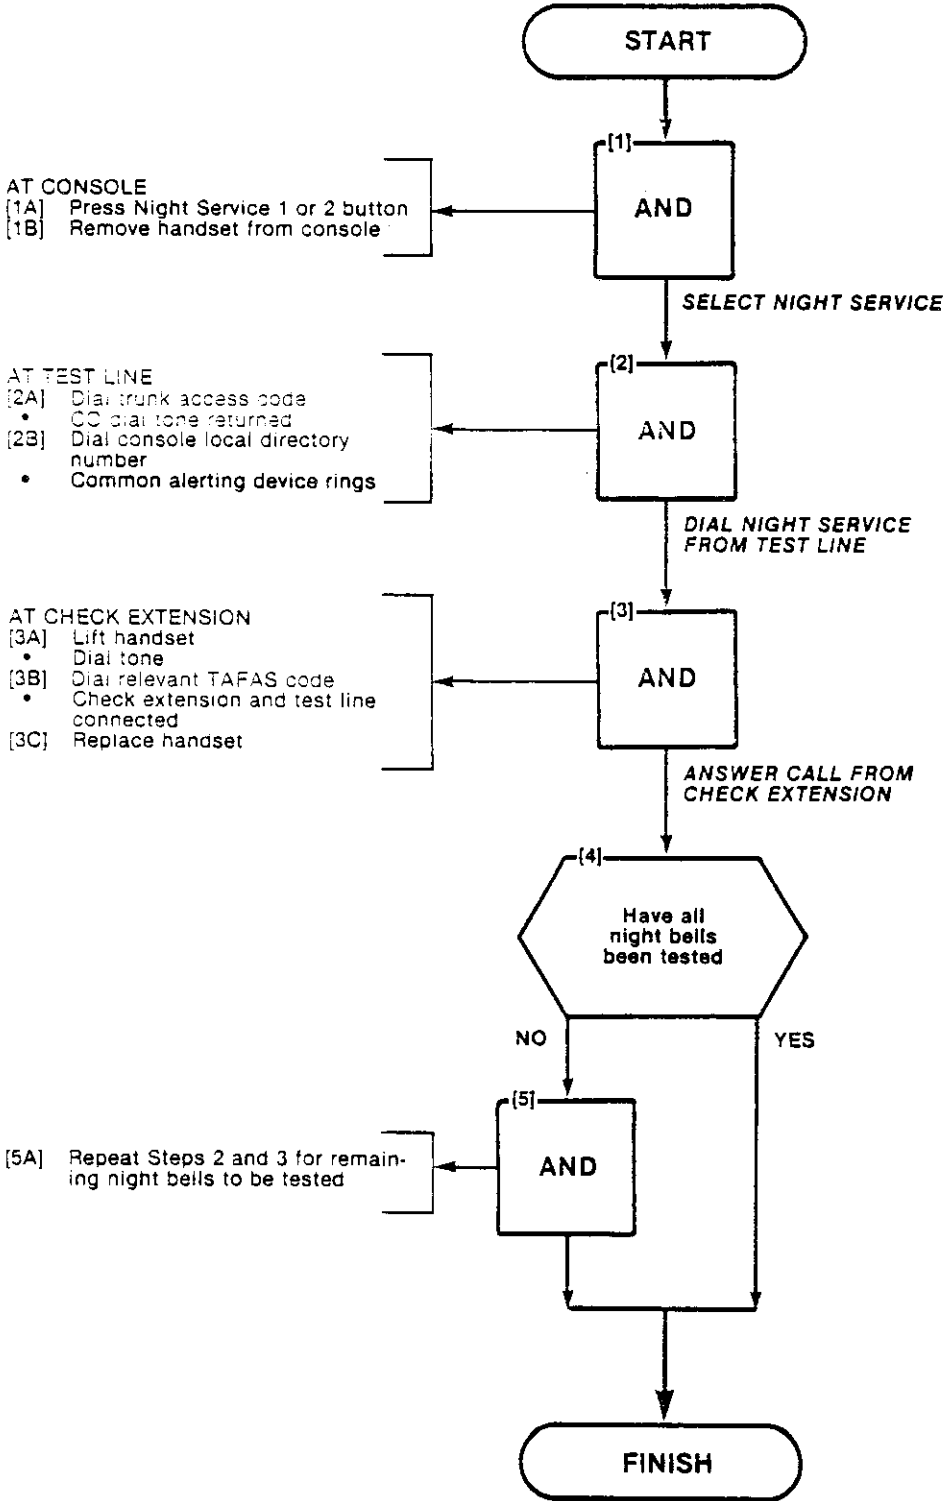 START
[1]
AND
AT CONSOLE
[1A] Press Night Service 1 or 2 button
[1B] Remove handset from console
SELECT NIGHT SERVICE
[2]
AND
AT TEST LINE
[2A] Dial trunk access code
• CO dial tone returned
[2B] Dial console local directory
number
• Common alerting device rings
DIAL NIGHT SERVICE
FROM TEST LINE
[3]
AND
AT CHECK EXTENSION
[3A] Lift handset
• Dial tone
[3B] Dial relevant TAFAS code
• Check extension and test line
connected
[3C] Replace handset
ANSWER CALL FROM
CHECK EXTENSION
[4]
Have all
night bells
been tested
NO
YES
[5]
AND
[5A] Repeat Steps 2 and 3 for remain-
ing night bells to be tested
FINISH